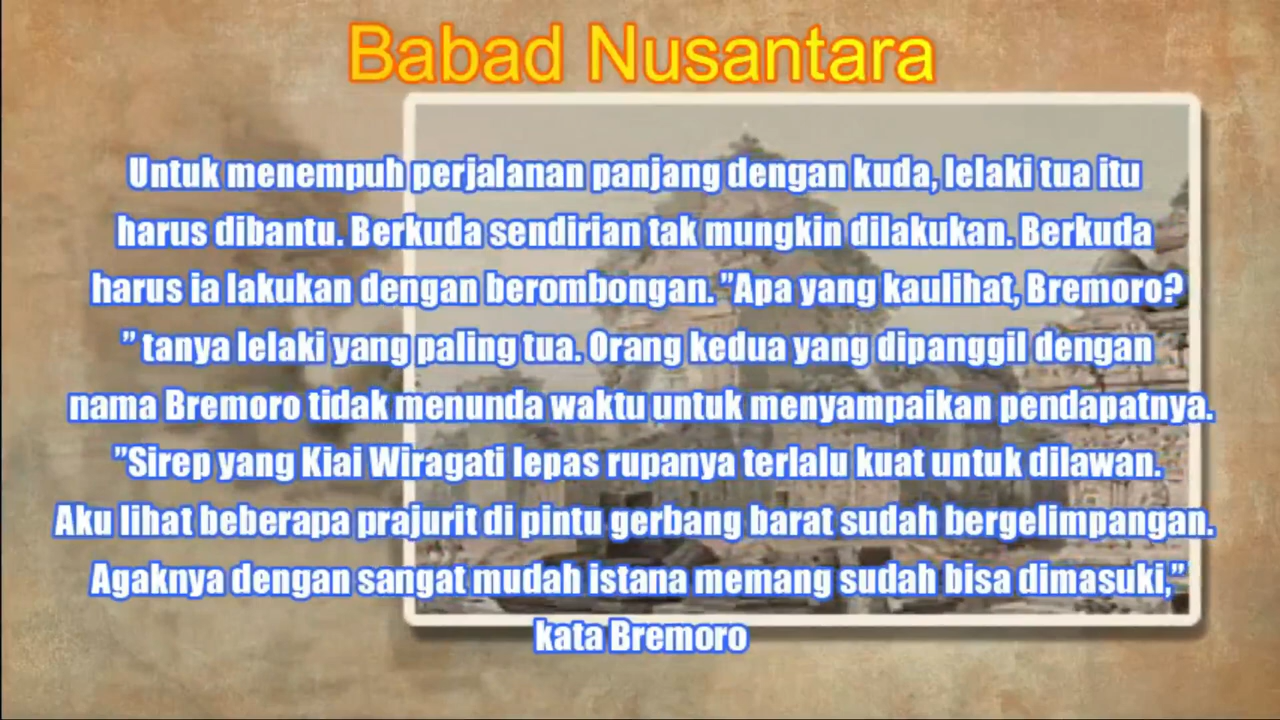 Babad Nusantara
Untuk menempuh perjalanan panjang dengan kuda, lelaki tua itu
harus dibantu. Berkuda sendirian tak mungkin dilakukan. Berkuda
harus ia lakukan dengan berombongan. ”Apa yang kaulihat, Bremoro?
” tanya lelaki yang paling tua. Orang kedua yang dipanggil dengan
nama Bremoro tidak menunda waktu untuk menyampaikan pendapatnya.
”Sirep yang Kiai Wiragati lepas rupanya terlalu kuat untuk dilawan.
Aku lihat beberapa prajurit di pintu gerbang barat sudah bergelimpangan.
Agaknya dengan sangat mudah istana memang sudah bisa dimasuki,”
kata Bremoro